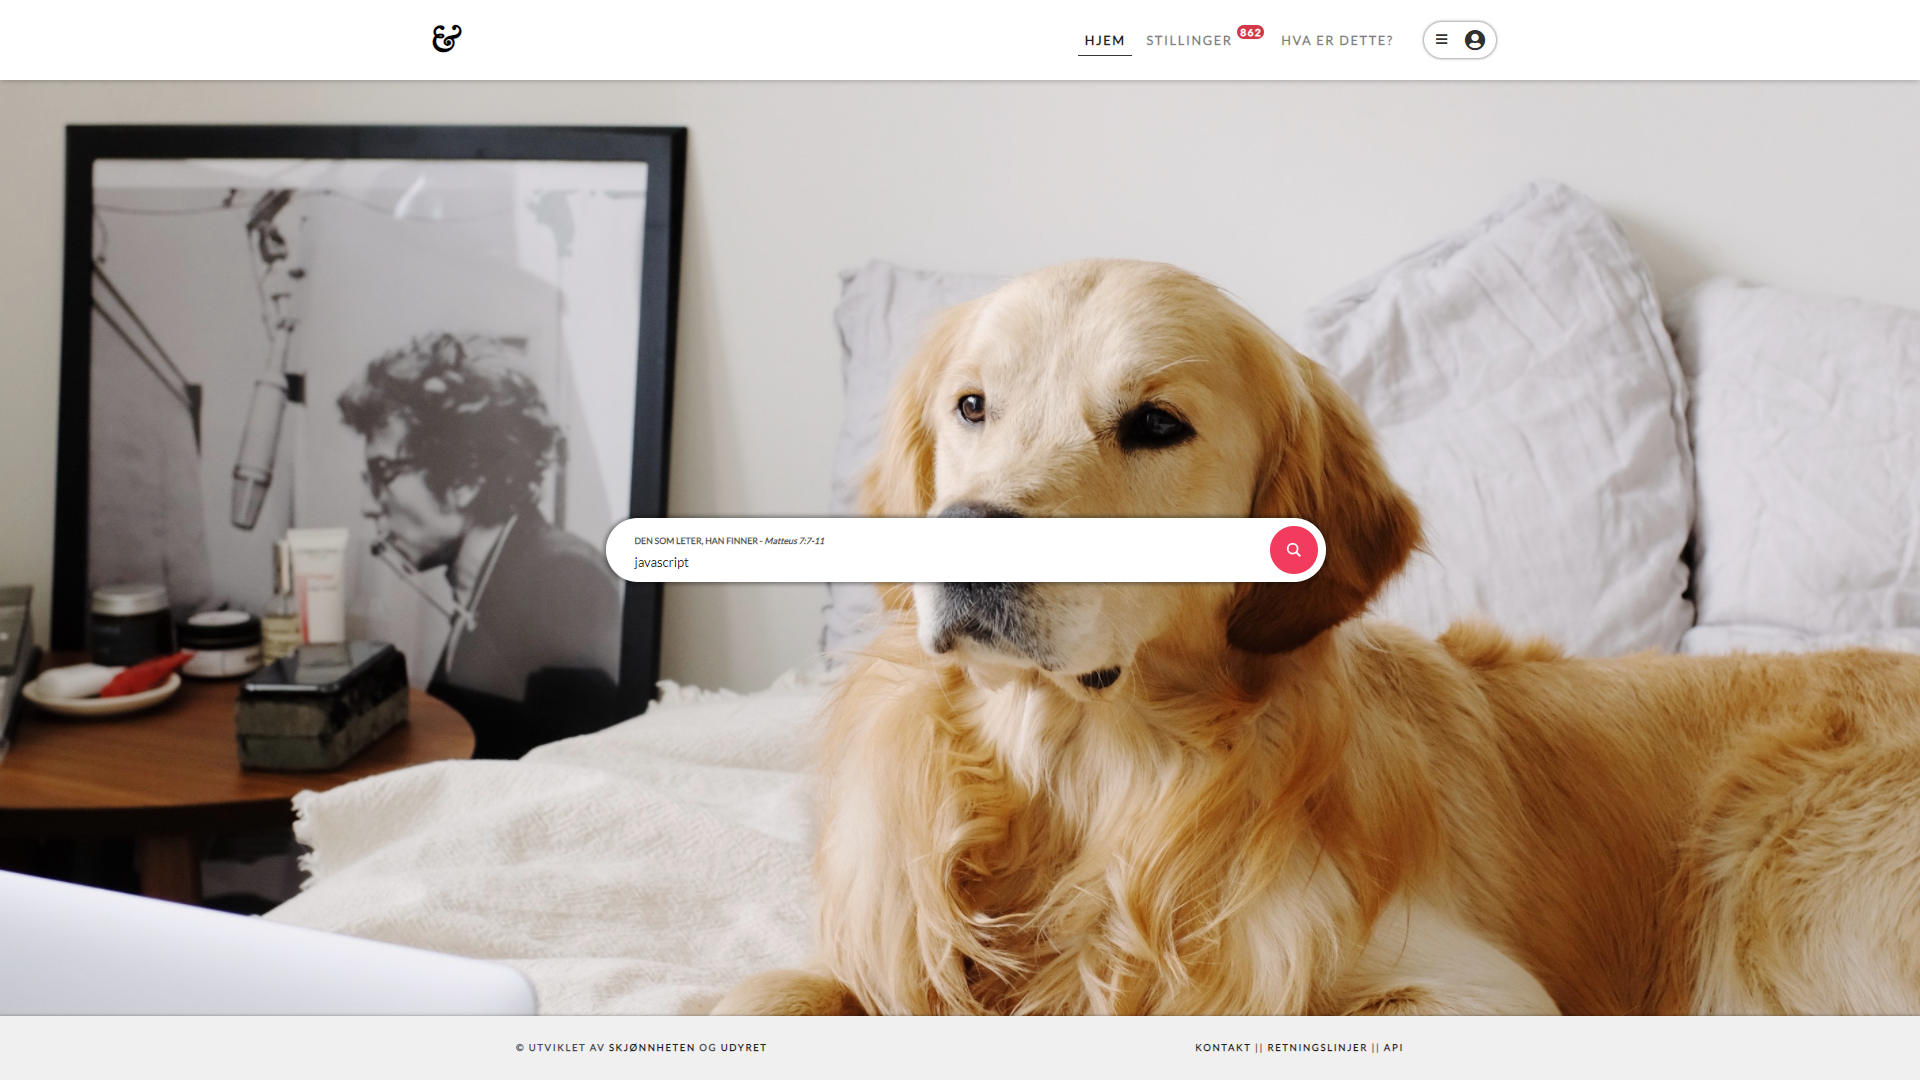 &
HJEM
STILLINGER 862
HVA ER DETTE?
DEN SOM LETER, HAN FINNER - Matteus 7:7-11
javascript
© UTVIKLET AV SKJØNNHETEN OG UDYRET
KONTAKT || RETNINGSLINJER || API